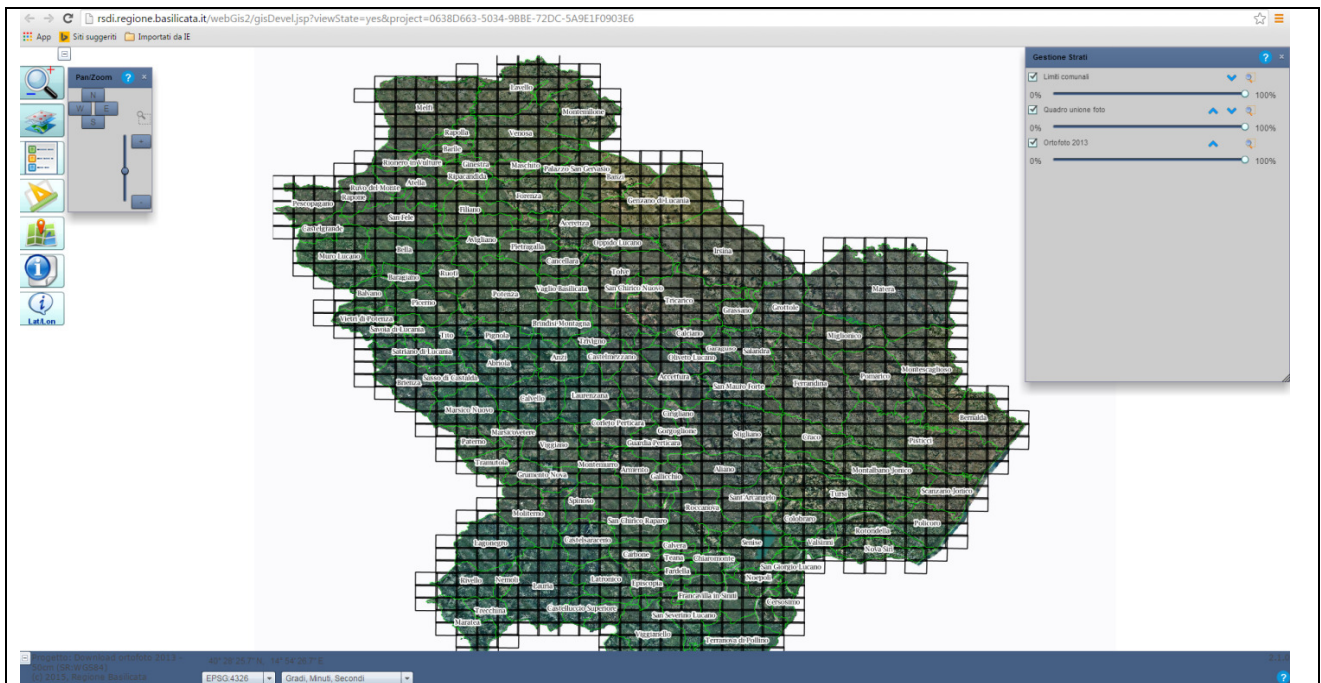 rsdi.regione.basilicata.it/webGis2/gisDevel.jsp?viewState=yes&project=0638D663-5034-9BBE-72DC-5A9E1F0903E6
App Siti suggeriti Importati da IE
Pan/Zoom ? ×
N
W E
S
+
-
Lat/Lon
Gestione Strati ? ×
Limiti comunali
0% 100%
Quadro unione foto
0% 100%
Ortofoto 2013
0% 100%
Lavello
Melfi
Montemilone
Rapolla Venosa
Barile
Rionero in Vulture Ginestra Maschito Palazzo San Gervasio
Ripacandida Banzi
Ruvo del Monte Atella
Rapone Forenza Genzano di Lucania
Pescopagano
San Fele Filiano
Castelgrande Acerenza
Avigliano Pietragalla Oppido Lucano
Muro Lucano Bella Irsina
Cancellara
Baragiano Ruoti Tolve
Balvano Potenza Vaglio Basilicata San Chirico Nuovo Matera
Picerno Tricarico
Grassano Grottole
Vietri di Potenza
Savoia di Lucania Tito Pignola Brindisi Montagna
Trivigno Calciano Miglionico
Satriano di Lucania Garaguso Salandra
Abriola Anzi Castelmezzano Oliveto Lucano
Brienza Sasso di Castalda Accettura San Mauro Forte Ferrandina Pomarico Montescaglioso
Calvello Laurenzana
Marsico Nuovo Cirigliano Bernalda
Corleto Perticara
Marsicovetere Gorgoglione Stigliano Craco Pisticci
Paterno Viggiano Guardia Perticara
Tramutola Montemurro Armento Aliano Montalbano Jonico
Grumento Nova Gallicchio
Sant'Arcangelo Tursi Scanzano Jonico
Spinoso Roccanova
Moliterno San Chirico Raparo Colobraro Policoro
Rotondella
Lagonegro Castelsaraceno Calvera Senise Valsinni Nova Siri
Carbone Teana Chiaromonte
Fardella San Giorgio Lucano
Rivello Nemoli Lauria Latronico Episcopia Noepoli
Francavilla in Sinni
Trecchina Castelluccio Superiore San Severino Lucano Cersosimo
Maratea
Viggianello Terranova di Pollino
Progetto: Download ortofoto 2013 -
(c) 2013, Regione Basilicata
EPSG:4326 Gradi, Minuti, Secondi ?